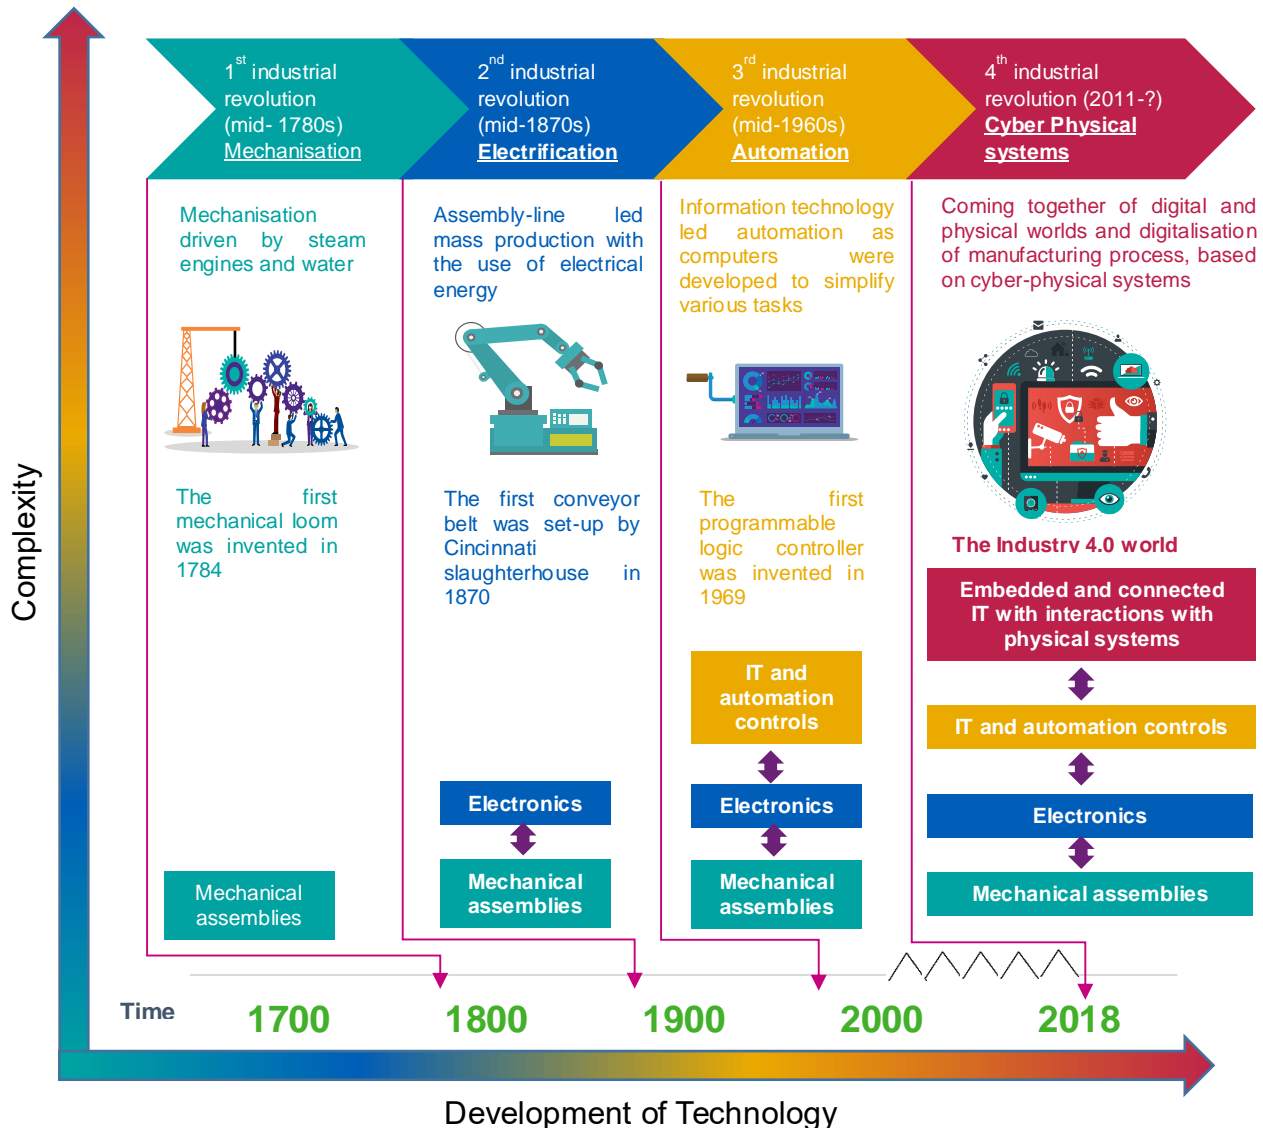 1st industrial
revolution
(mid- 1780s)
Mechanisation
2nd industrial
revolution
(mid-1870s)
Electrification
3rd industrial
revolution
(mid-1960s)
Automation
4th industrial
revolution (2011-?)
Cyber Physical
systems
Mechanisation
driven by steam
engines and water
Assembly-line led
mass production with
the use of electrical
energy
Information technology
led automation as
computers were
developed to simplify
various tasks
Coming together of digital and
physical worlds and digitalisation
of manufacturing process, based
on cyber-physical systems
The first
mechanical loom
was invented in
1784
The first conveyor
belt was set-up by
Cincinnati
slaughterhouse in
1870
The first
programmable
logic controller
was invented in
1969
The Industry 4.0 world
Embedded and connected
IT with interactions with
physical systems
IT and automation controls
Electronics
Mechanical assemblies
IT and
automation
controls
Electronics
Mechanical
assemblies
Electronics
Mechanical
assemblies
Mechanical
assemblies
Complexity
Time
1700
1800
1900
2000
2018
Development of Technology